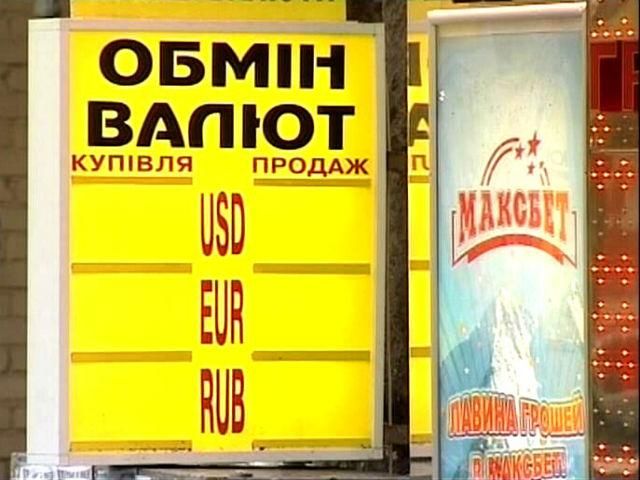 ОБМІН
ВАЛЮТ
КУПІВЛЯ ПРОДАЖ
USD
EUR
RUB
МАКСБЕТ
ЛАВИНА ГРОШЕЙ
В МАКСБЕТ!